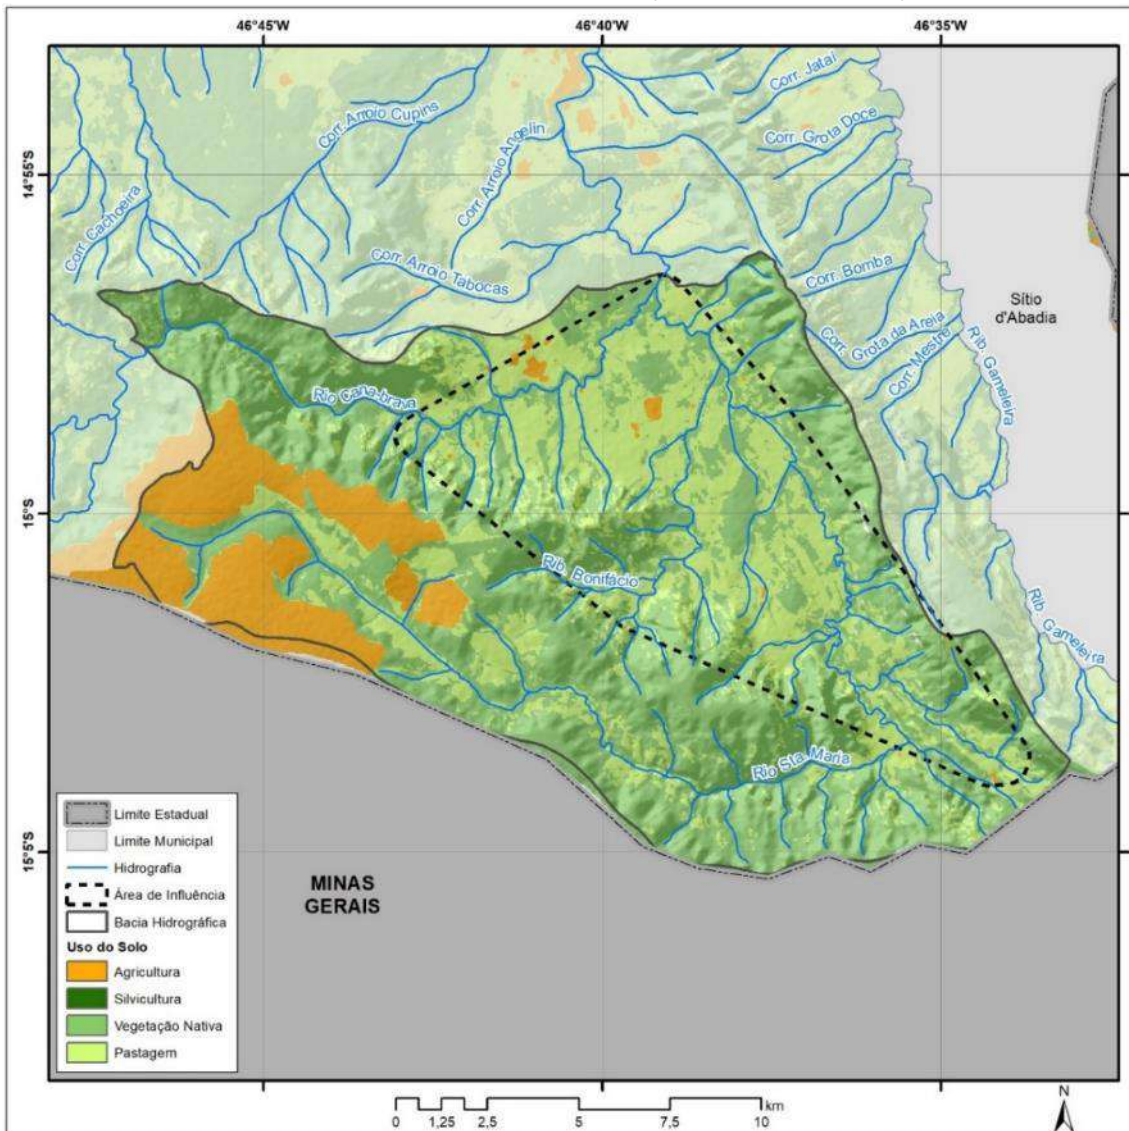 46°45'W
46°40'W
46°35'W
14°55'S
15°S
15°5'S
Corr. Jataí
Corr. Arroio Cupins
Corr. Grota Doce
Corr. Arroio Angelin
Corr. Cachoeira
Corr. Arroio Tabocas
Corr. Bomba
Sítio
d'Abadia
Corr. Grota da Areia
Corr. Mestre
Rib. Gameleira
Rio Cana-brava
Rib. Bonifácio
Rib. Gameleira
Rio Sta. Maria
MINAS
GERAIS
Limite Estadual
Limite Municipal
Hidrografia
Área de Influência
Bacia Hidrográfica
Uso do Solo
Agricultura
Silvicultura
Vegetação Nativa
Pastagem
0 1,25 2,5 5 7,5 10 km
N